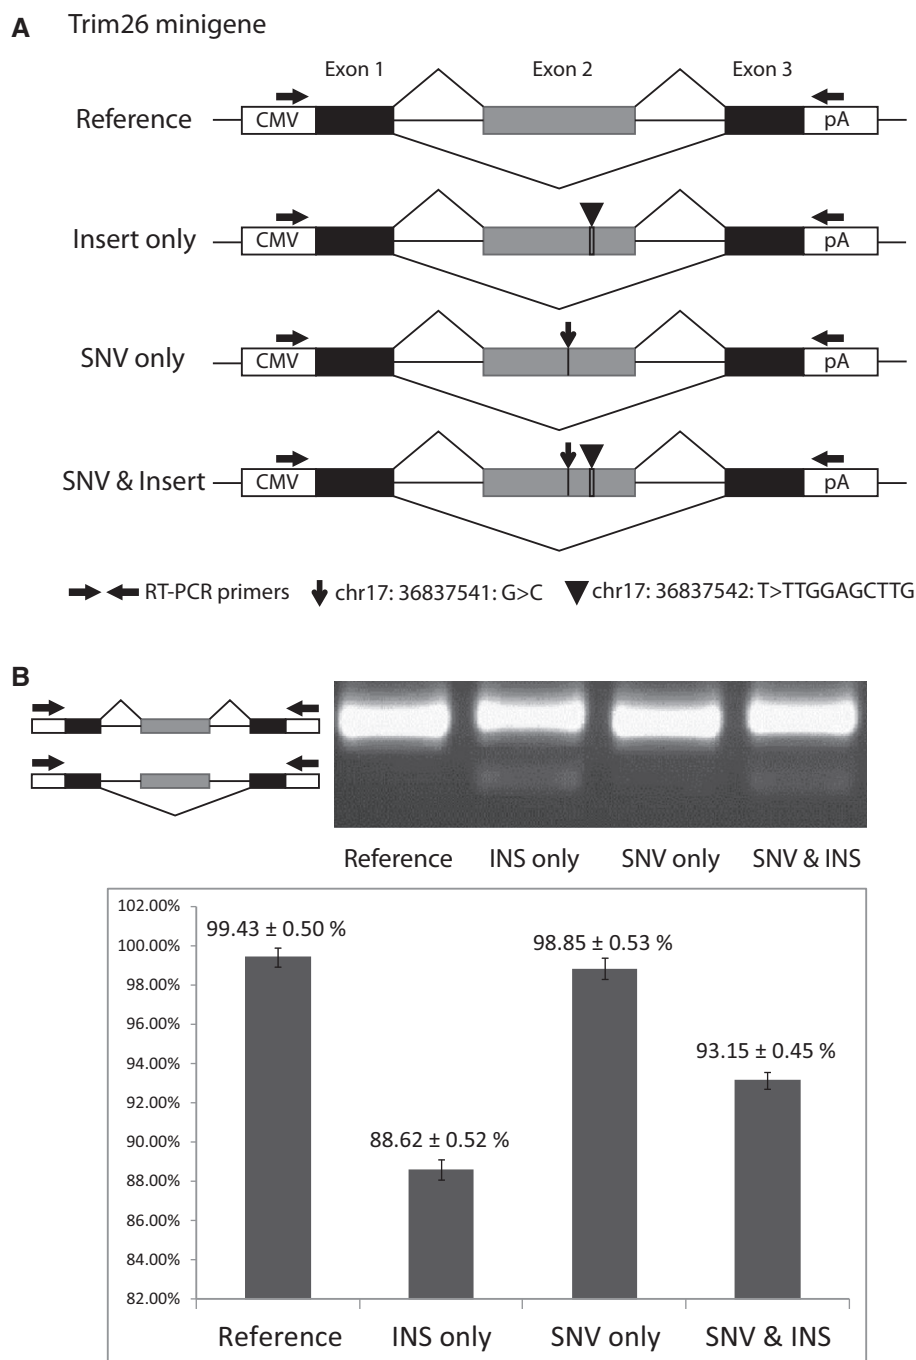 A Trim26 minigene
Exon 1 Exon 2 Exon 3
Reference CMV pA
Insert only CMV pA
SNV only CMV pA
SNV & Insert CMV pA
RT-PCR primers chr17: 36837541: G>C chr17: 36837542: T>TTGGAGCTTG
B
Reference INS only SNV only SNV & INS
102.00%
100.00%
98.00%
96.00%
94.00%
92.00%
90.00%
88.00%
86.00%
84.00%
82.00%
99.43 ± 0.50 %
88.62 ± 0.52 %
98.85 ± 0.53 %
93.15 ± 0.45 %
Reference INS only SNV only SNV & INS